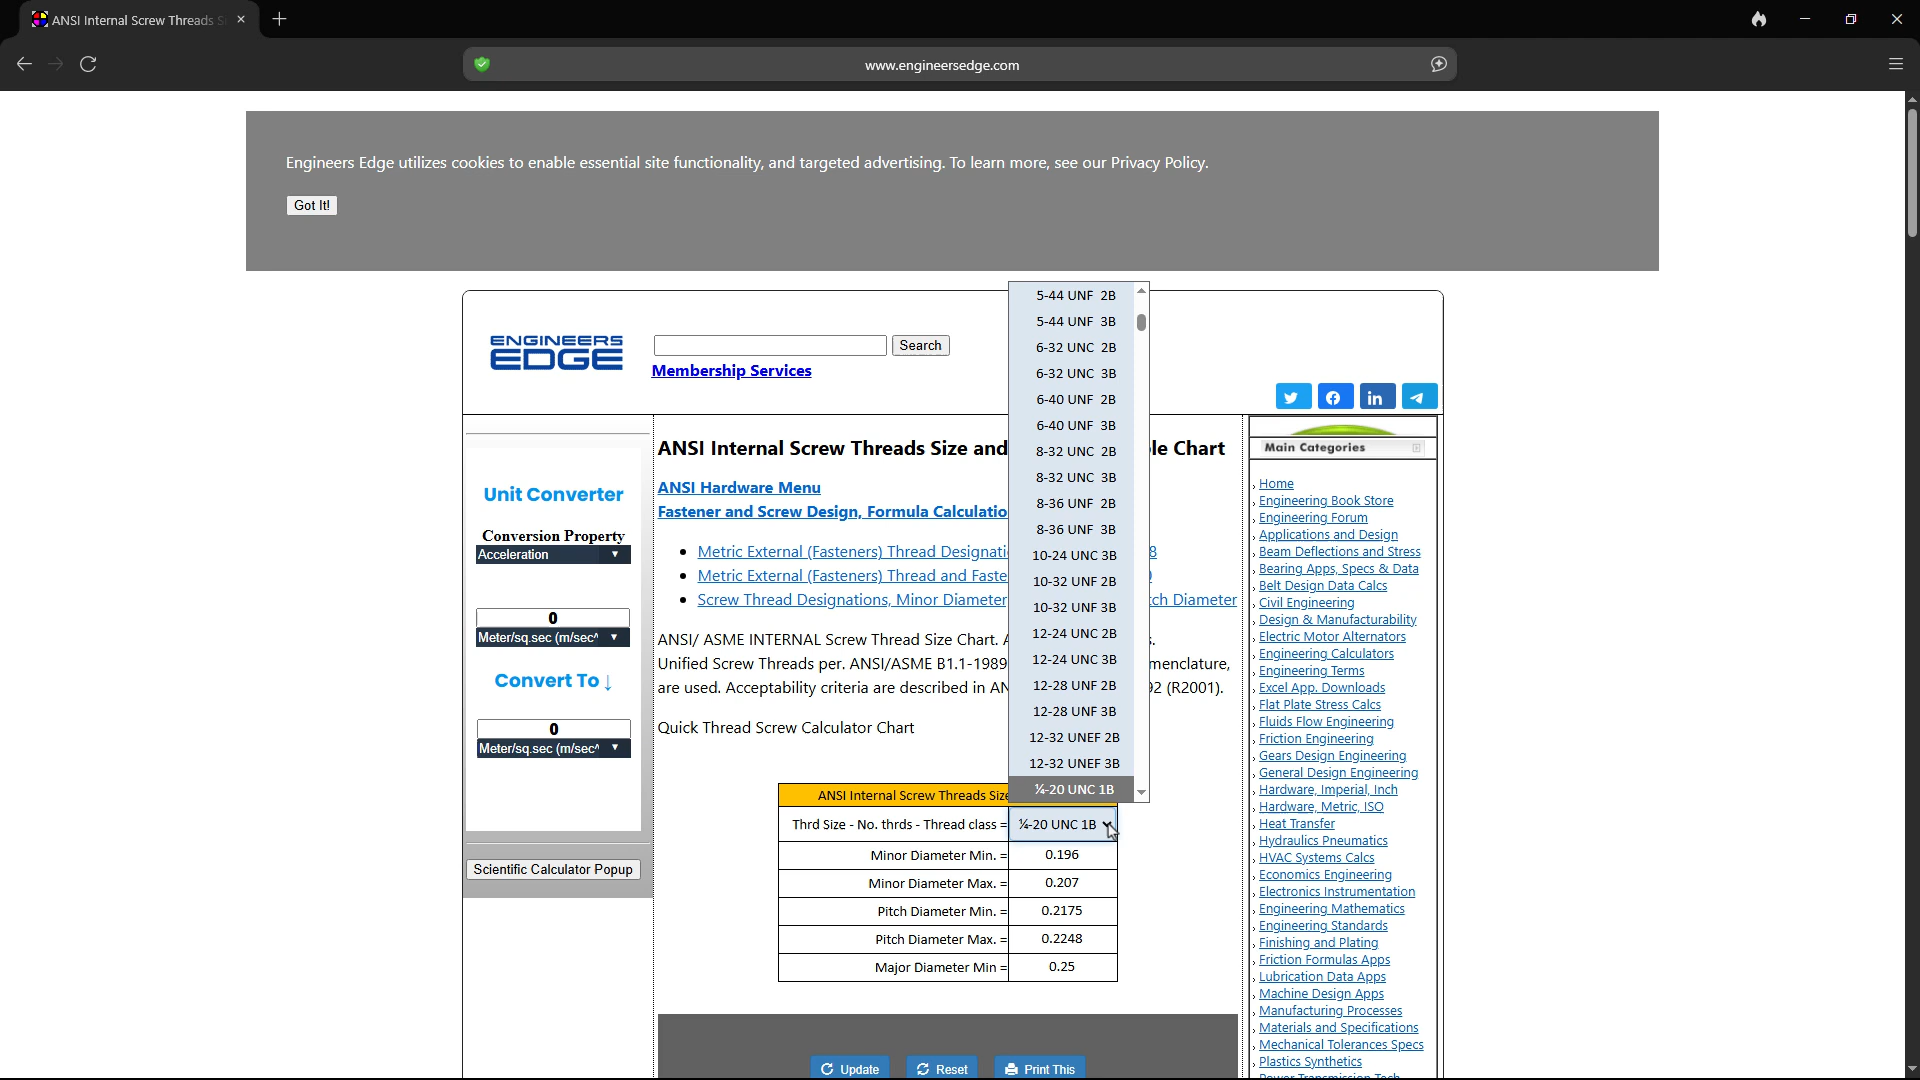 ANSI Internal Screw Threads S
www.engineersedge.com
Engineers Edge utilizes cookies to enable essential site functionality, and targeted advertising. To learn more, see our Privacy Policy.
Got It!
ENGINEERS
EDGE
Search
Membership Services
Unit Converter
Conversion Property
Acceleration
0
Meter/sq.sec (m/sec^
Convert To ↓
0
Meter/sq.sec (m/sec^
Scientific Calculator Popup
ANSI Internal Screw Threads Size and le Chart
ANSI Hardware Menu
Fastener and Screw Design, Formula Calculatio
• Metric External (Fasteners) Thread Designati 8
• Metric External (Fasteners) Thread and Faste )
• Screw Thread Designations, Minor Diameter ch Diameter
ANSI/ ASME INTERNAL Screw Thread Size Chart. A s.
Unified Screw Threads per. ANSI/ASME B1.1-1989 menclature,
are used. Acceptability criteria are described in AN 92 (R2001).
Quick Thread Screw Calculator Chart
5-44 UNF 2B
5-44 UNF 3B
6-32 UNC 2B
6-32 UNC 3B
6-40 UNF 2B
6-40 UNF 3B
8-32 UNC 2B
8-32 UNC 3B
8-36 UNF 2B
8-36 UNF 3B
10-24 UNC 3B
10-32 UNF 2B
10-32 UNF 3B
12-24 UNC 2B
12-24 UNC 3B
12-28 UNF 2B
12-28 UNF 3B
12-32 UNEF 2B
12-32 UNEF 3B
¼-20 UNC 1B
ANSI Internal Screw Threads Size
Thrd Size - No. thrds - Thread class = ¼-20 UNC 1B
Minor Diameter Min. = 0.196
Minor Diameter Max. = 0.207
Pitch Diameter Min. = 0.2175
Pitch Diameter Max. = 0.2248
Major Diameter Min = 0.25
Update Reset Print This
Main Categories
Home
Engineering Book Store
Engineering Forum
Applications and Design
Beam Deflections and Stress
Bearing Apps, Specs & Data
Belt Design Data Calcs
Civil Engineering
Design & Manufacturability
Electric Motor Alternators
Engineering Calculators
Engineering Terms
Excel App. Downloads
Flat Plate Stress Calcs
Fluids Flow Engineering
Friction Engineering
Gears Design Engineering
General Design Engineering
Hardware, Imperial, Inch
Hardware, Metric, ISO
Heat Transfer
Hydraulics Pneumatics
HVAC Systems Calcs
Economics Engineering
Electronics Instrumentation
Engineering Mathematics
Engineering Standards
Finishing and Plating
Friction Formulas Apps
Lubrication Data Apps
Machine Design Apps
Manufacturing Processes
Materials and Specifications
Mechanical Tolerances Specs
Plastics Synthetics